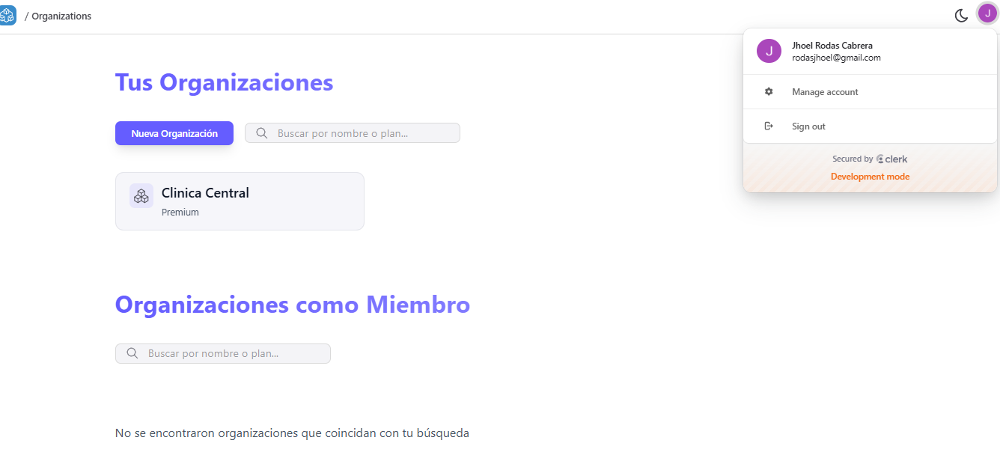 / Organizations
J
J
Jhoel Rodas Cabrera
rodasjhoel@gmail.com
Manage account
Sign out
Secured by clerk
Development mode
Tus Organizaciones
Nueva Organización
Buscar por nombre o plan...
Clinica Central
Premium
Organizaciones como Miembro
Buscar por nombre o plan...
No se encontraron organizaciones que coincidan con tu búsqueda